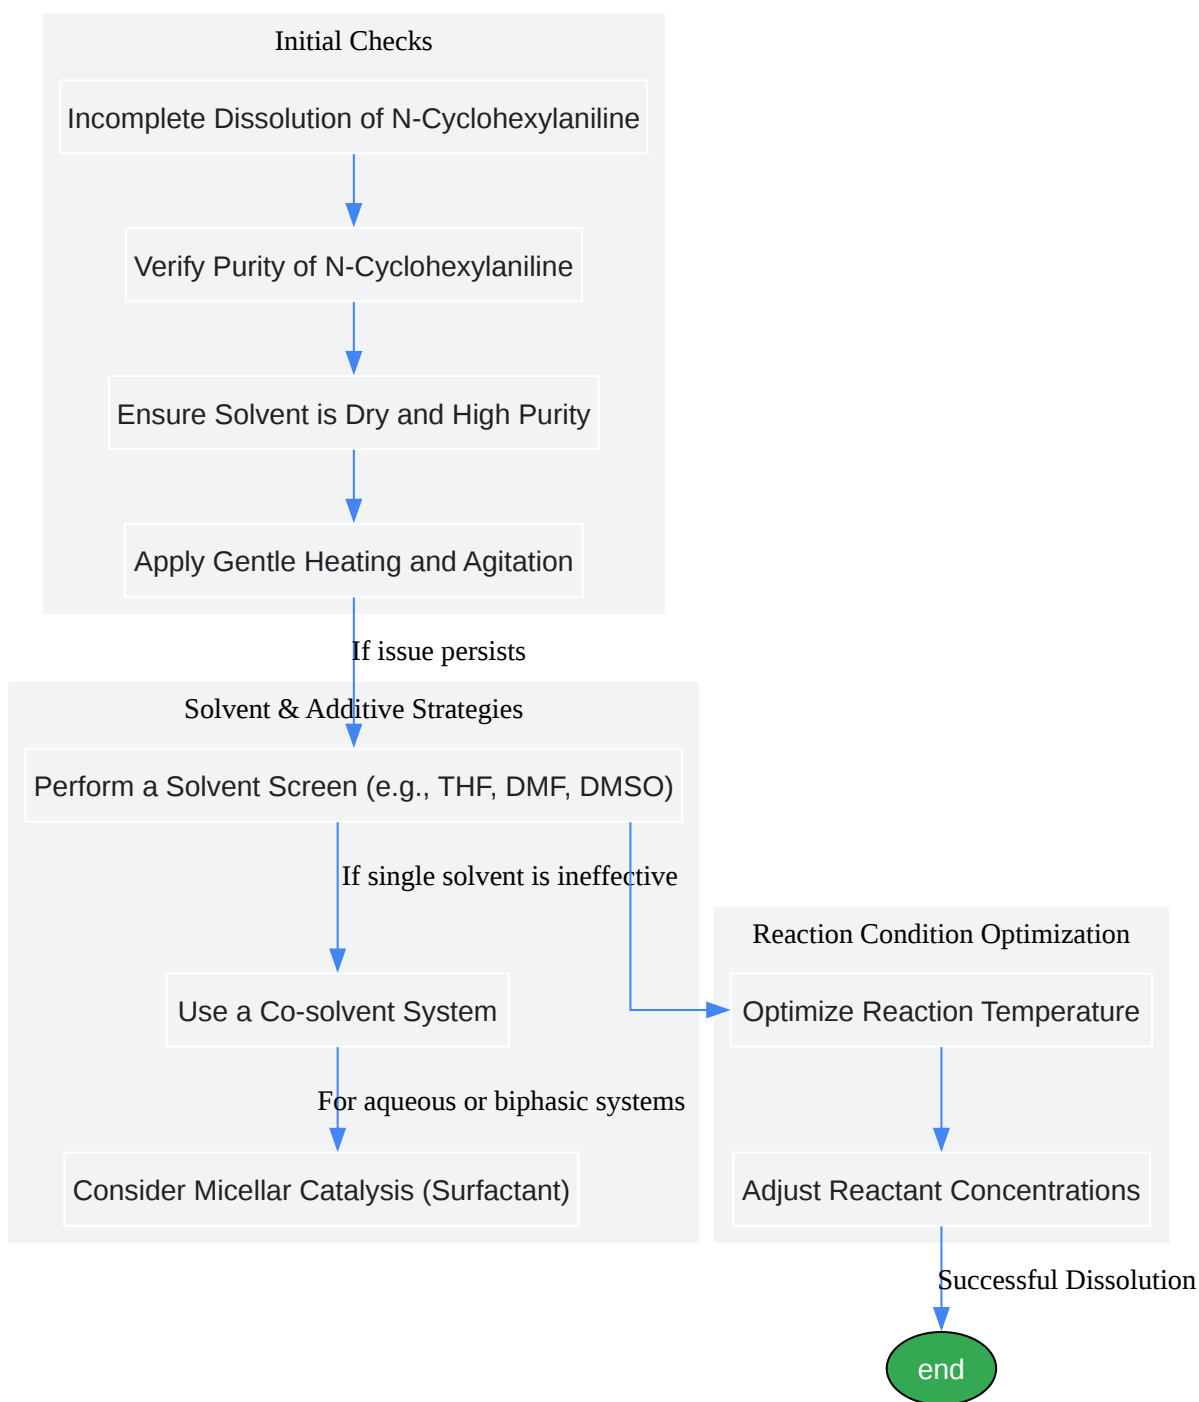 Initial Checks
Incomplete Dissolution of N-Cyclohexylaniline
Verify Purity of N-Cyclohexylaniline
Ensure Solvent is Dry and High Purity
Apply Gentle Heating and Agitation
If issue persists
Solvent & Additive Strategies
Perform a Solvent Screen (e.g., THF, DMF, DMSO)
If single solvent is ineffective
Use a Co-solvent System
For aqueous or biphasic systems
Consider Micellar Catalysis (Surfactant)
Reaction Condition Optimization
Optimize Reaction Temperature
Adjust Reactant Concentrations
Successful Dissolution
end